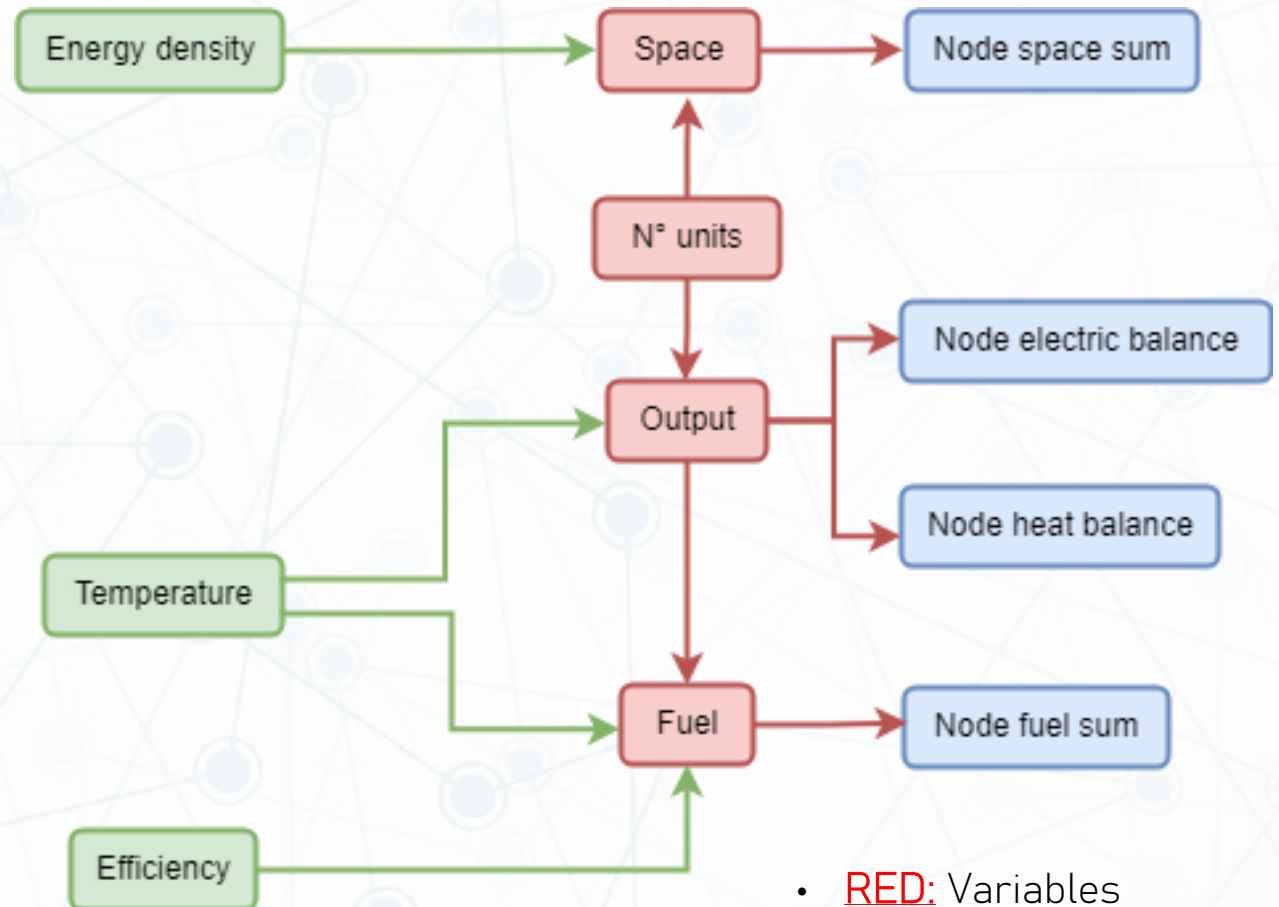 Energy density
Space
Node space sum
N° units
Node electric balance
Output
Node heat balance
Temperature
Fuel
Node fuel sum
Efficiency
• RED: Variables